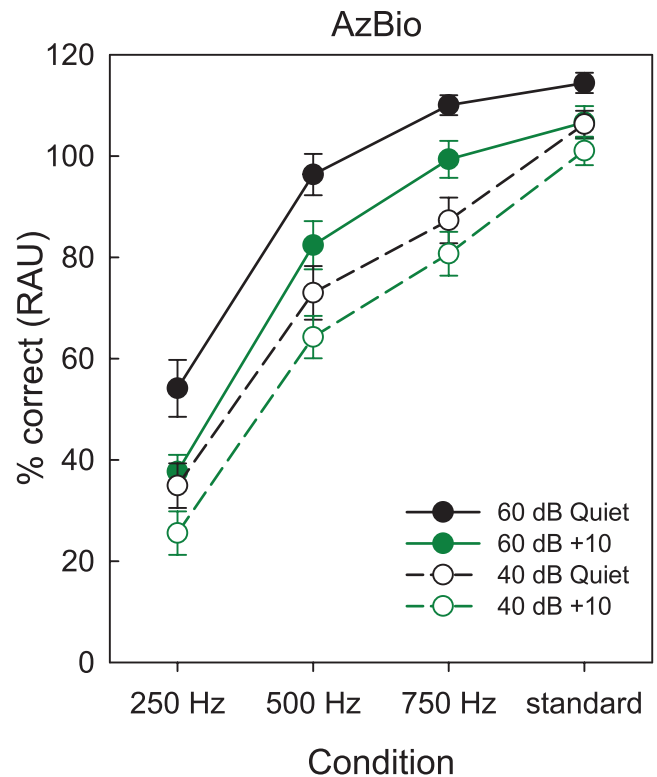 AzBio
120
100
80
60
40
20
0
% correct (RAU)
60 dB Quiet
60 dB +10
40 dB Quiet
40 dB +10
250 Hz 500 Hz 750 Hz standard
Condition